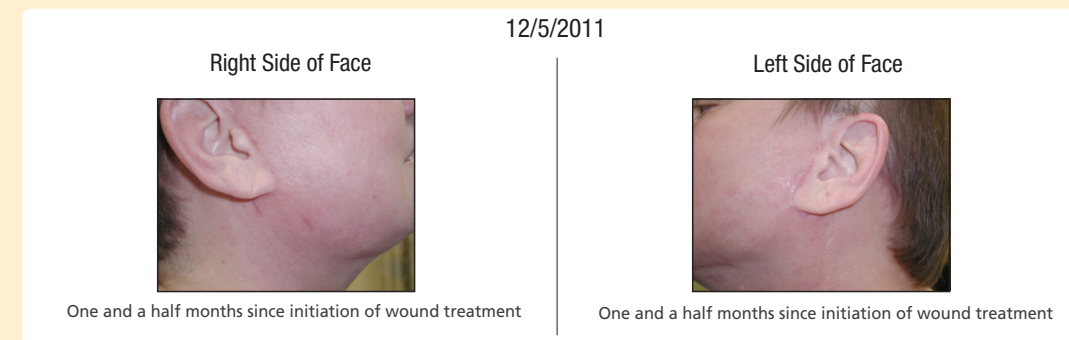 12/5/2011
Right Side of Face
One and a half months since initiation of wound treatment
Left Side of Face
One and a half months since initiation of wound treatment